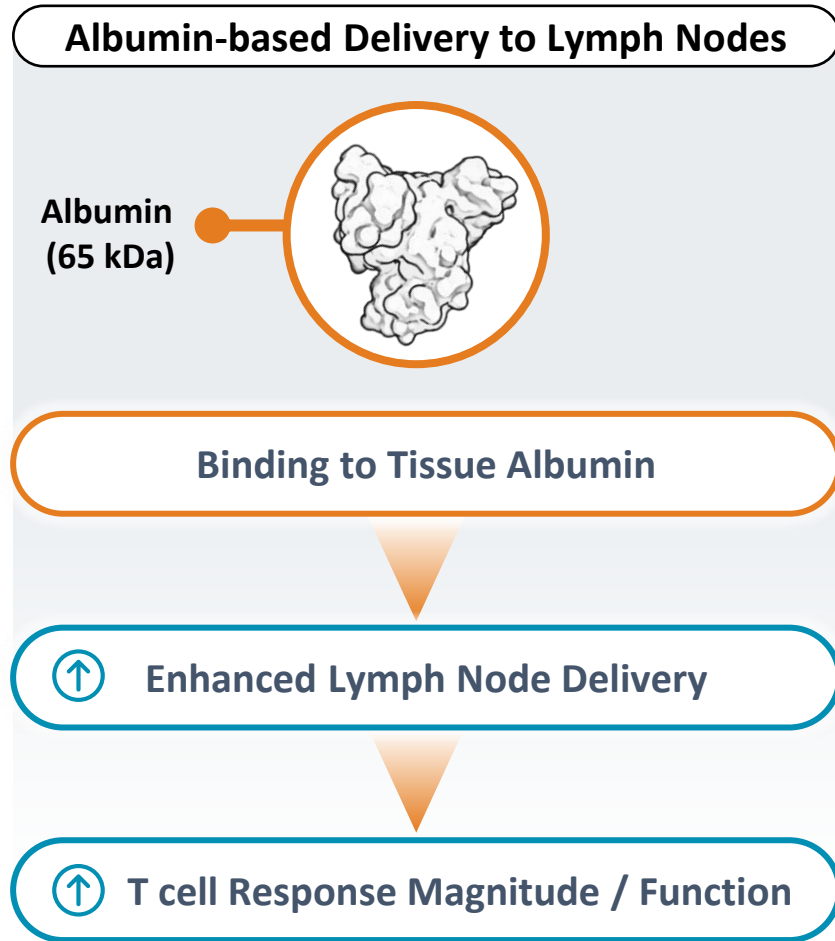 Albumin-based Delivery to Lymph Nodes
Albumin
(65 kDa)
Binding to Tissue Albumin
Enhanced Lymph Node Delivery
T cell Response Magnitude / Function